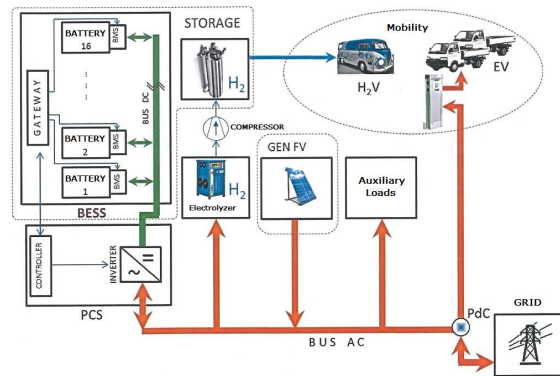 BATTERY
16
BMS
STORAGE
Mobility
H2
H2V
EV
GATEWAY
BUS DC
COMPRESSOR
BATTERY
2
BMS
BATTERY
1
BMS
BESS
H2
Electrolyzer
GEN FV
Auxiliary
Loads
CONTROLLER
INVERTER
PCS
BUS AC
PdC
GRID